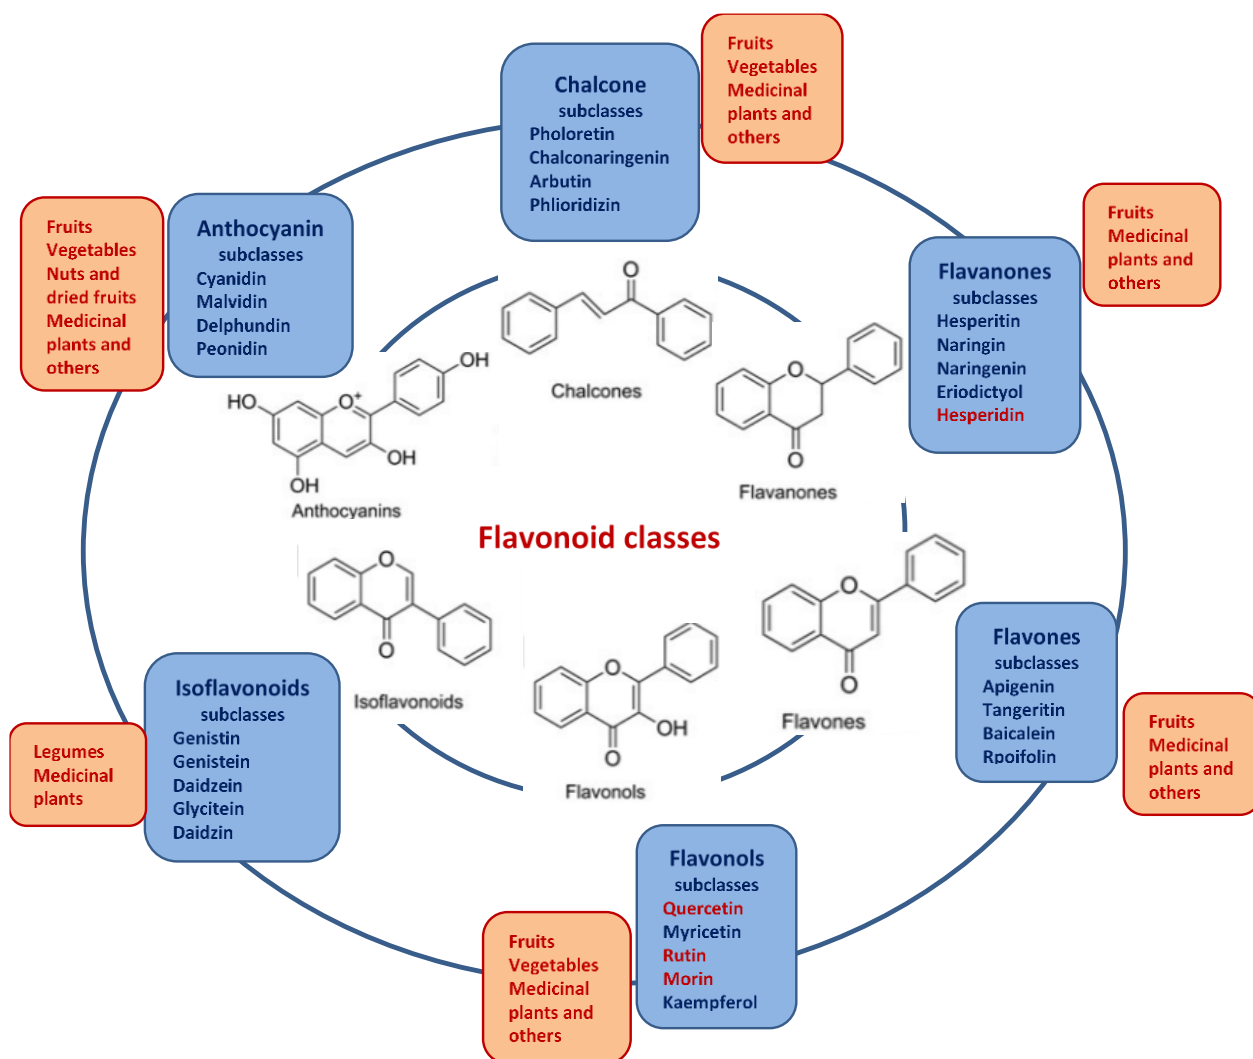 Chalcone
subclasses
Pholoretin
Chalconaringenin
Arbutin
Phlioridizin
Fruits
Vegetables
Medicinal
plants and
others
Flavanones
subclasses
Hesperitin
Naringin
Naringenin
Eriodictyol
Hesperidin
Fruits
Medicinal
plants and
others
Flavones
subclasses
Apigenin
Tangeritin
Baicalein
Rpoifolin
Fruits
Medicinal
plants and
others
Flavonols
subclasses
Quercetin
Myricetin
Rutin
Morin
Kaempferol
Fruits
Vegetables
Medicinal
plants and
others
Isoflavonoids
subclasses
Genistin
Genistein
Daidzein
Glycitein
Daidzin
Legumes
Medicinal
plants
Anthocyanin
subclasses
Cyanidin
Malvidin
Delphundin
Peonidin
Fruits
Vegetables
Nuts and
dried fruits
Medicinal
plants and
others
O
Chalcones
O
O
Flavanones
O
O
Flavones
O
OH
O
Flavonols
O
O
Isoflavonoids
OH
HO
O+
OH
OH
Anthocyanins
Flavonoid classes